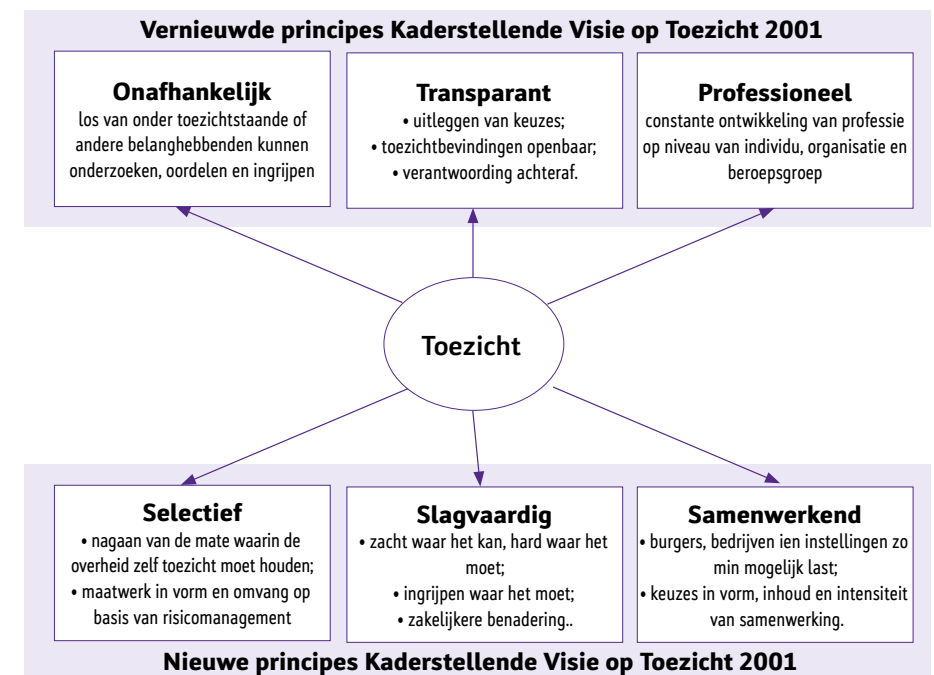 Vernieuwde principes Kaderstellende Visie op Toezicht 2001
Onafhankelijk
los van onder toezichtstaande of
andere belanghebbenden kunnen
onderzoeken, oordelen en ingrijpen
Transparant
• uitleggen van keuzes;
• toezichtbevindingen openbaar;
• verantwoording achteraf.
Professioneel
constante ontwikkeling van professie
op niveau van individu, organisatie en
beroepsgroep
Toezicht
Selectief
• nagaan van de mate waarin de
overheid zelf toezicht moet houden;
• maatwerk in vorm en omvang op
basis van risicomanagement
Slagvaardig
• zacht waar het kan, hard waar het
moet;
• ingrijpen waar het moet;
• zakelijkere benadering..
Samenwerkend
• burgers, bedrijven ien instellingen zo
min mogelijk last;
• keuzes in vorm, inhoud en intensiteit
van samenwerking.
Nieuwe principes Kaderstellende Visie op Toezicht 2001